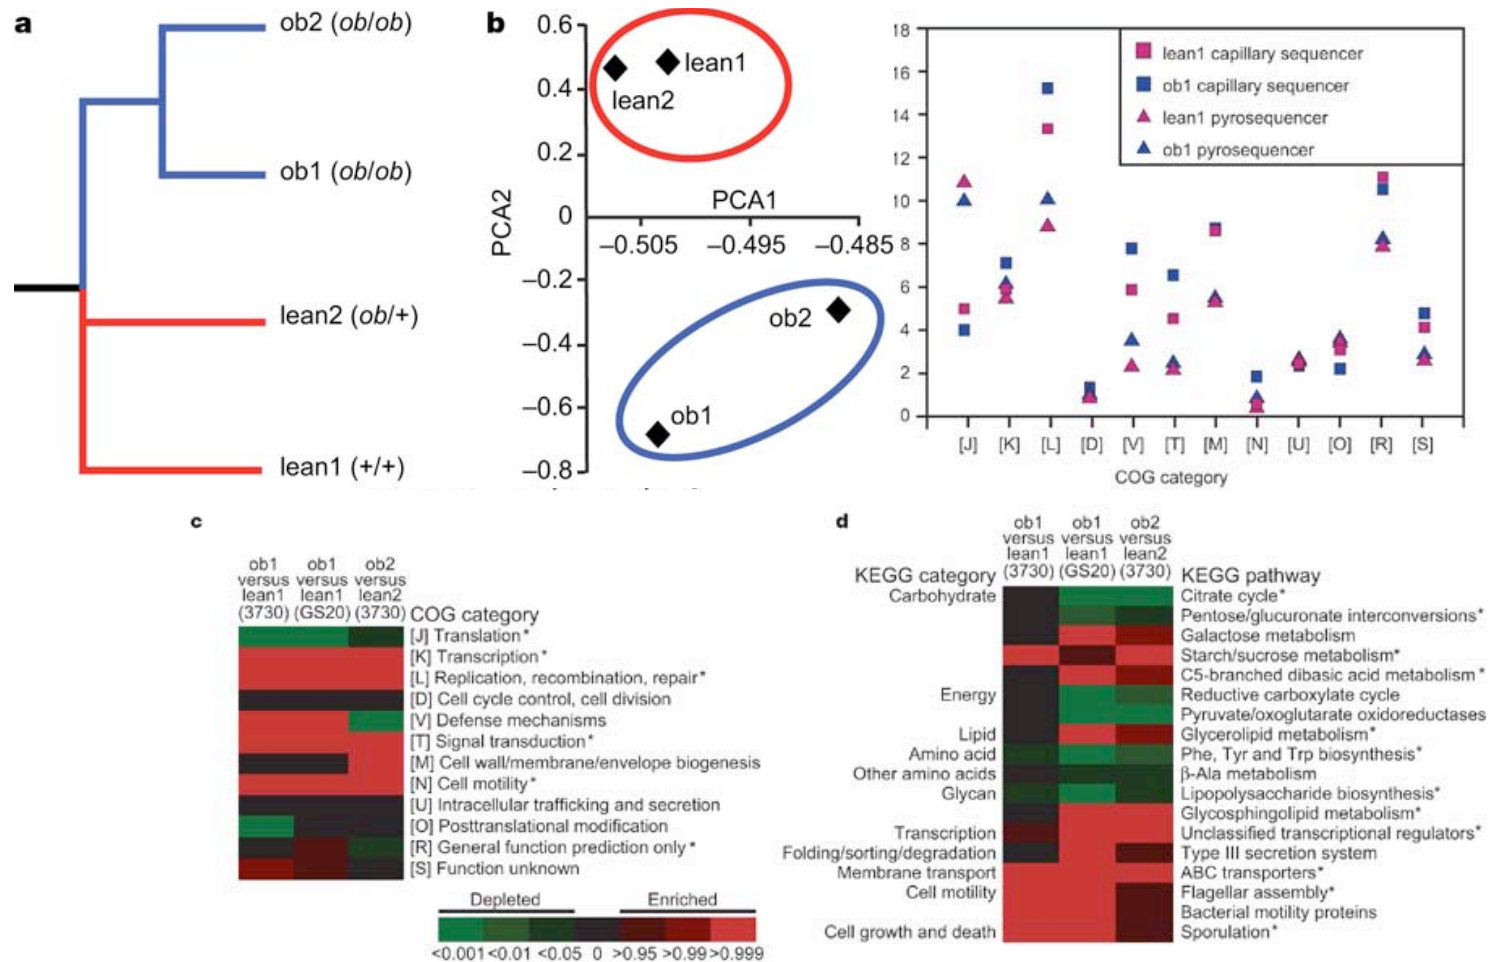 a
ob2 (ob/ob)
ob1 (ob/ob)
lean2 (ob/+)
lean1 (+/+)
b
PCA2
0.6
0.4
0.2
0
–0.2
–0.4
–0.6
–0.8
PCA1
–0.505 –0.495 –0.485
lean1
lean2
ob2
ob1
18
16
14
12
10
8
6
4
2
0
lean1 capillary sequencer
ob1 capillary sequencer
lean1 pyrosequencer
ob1 pyrosequencer
[J] [K] [L] [D] [V] [T] [M] [N] [U] [O] [R] [S]
COG category
c
ob1 versus lean1 (3730)
ob1 versus lean1 (GS20)
ob2 versus lean2 (3730)
COG category
[J] Translation*
[K] Transcription*
[L] Replication, recombination, repair*
[D] Cell cycle control, cell division
[V] Defense mechanisms
[T] Signal transduction*
[M] Cell wall/membrane/envelope biogenesis
[N] Cell motility*
[U] Intracellular trafficking and secretion
[O] Posttranslational modification
[R] General function prediction only*
[S] Function unknown
Depleted Enriched
<0.001 <0.01 <0.05 0 >0.95 >0.99 >0.999
d
ob1 versus lean1 (3730)
ob1 versus lean1 (GS20)
ob2 versus lean2 (3730)
KEGG category KEGG pathway
Carbohydrate Citrate cycle*
Pentose/glucuronate interconversions*
Galactose metabolism
Starch/sucrose metabolism*
C5-branched dibasic acid metabolism*
Energy Reductive carboxylate cycle
Pyruvate/oxoglutarate oxidoreductases
Lipid Glycerolipid metabolism*
Amino acid Phe, Tyr and Trp biosynthesis*
Other amino acids β-Ala metabolism
Glycan Lipopolysaccharide biosynthesis*
Glycosphingolipid metabolism*
Transcription Unclassified transcriptional regulators*
Folding/sorting/degradation Type III secretion system
Membrane transport ABC transporters*
Cell motility Flagellar assembly*
Bacterial motility proteins
Cell growth and death Sporulation*